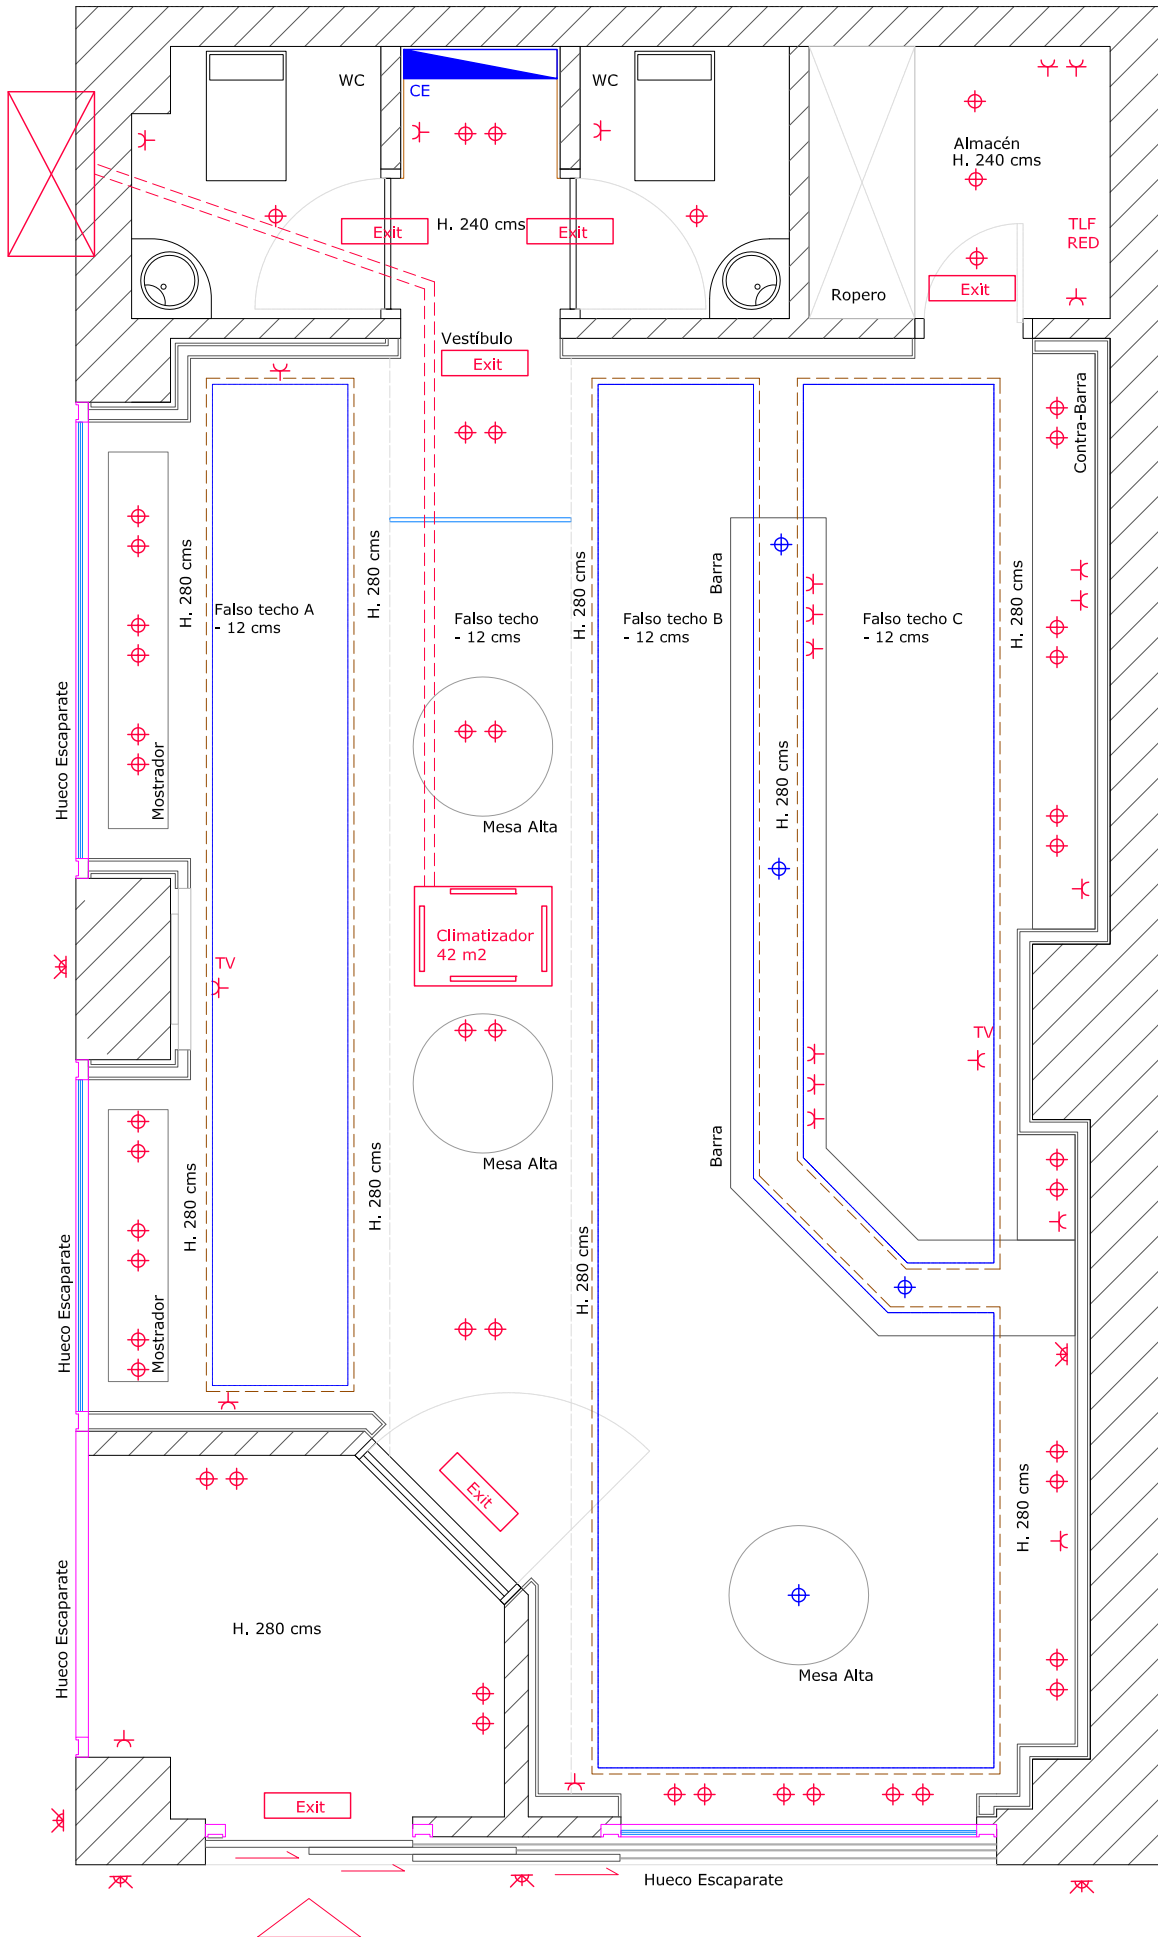 WC
CE
WC
Almacén
H. 240 cms
Exit
H. 240 cms
Exit
TLF
RED
Exit
Ropero
Vestíbulo
Exit
Contra-Barra
H. 280 cms
H. 280 cms
H. 280 cms
Barra
H. 280 cms
Falso techo A
- 12 cms
Falso techo
- 12 cms
Falso techo B
- 12 cms
Falso techo C
- 12 cms
Hueco Escaparate
Mostrador
H. 280 cms
Mesa Alta
Climatizador
42 m2
TV
TV
Barra
Mesa Alta
H. 280 cms
H. 280 cms
H. 280 cms
Hueco Escaparate
Mostrador
Exit
H. 280 cms
Hueco Escaparate
H. 280 cms
Mesa Alta
Exit
Hueco Escaparate